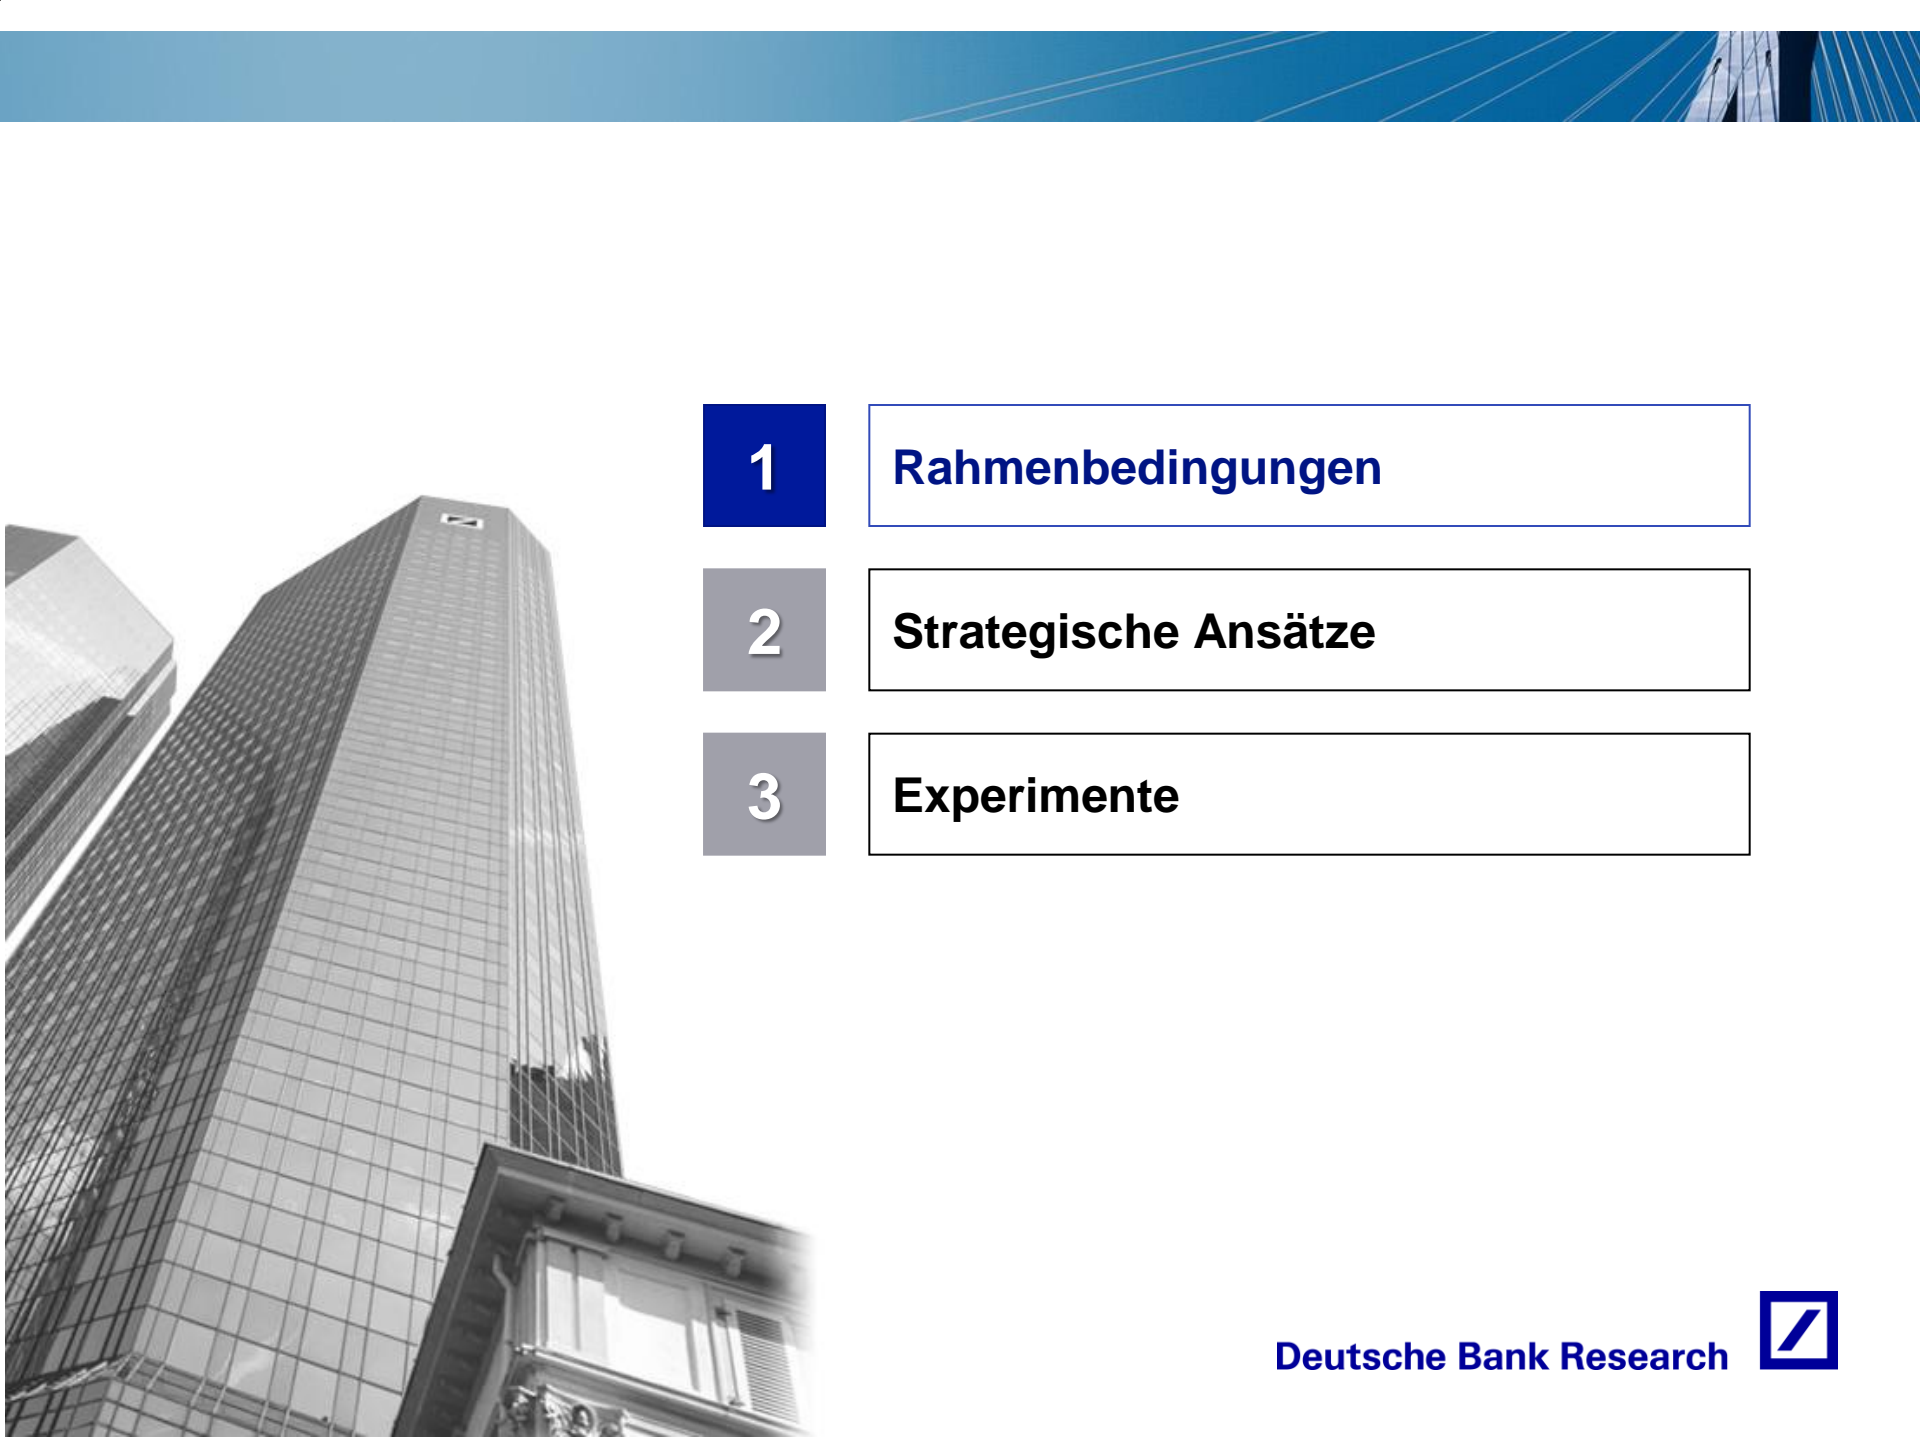 1
Rahmenbedingungen
2
Strategische Ansätze
3
Experimente
Deutsche Bank Research